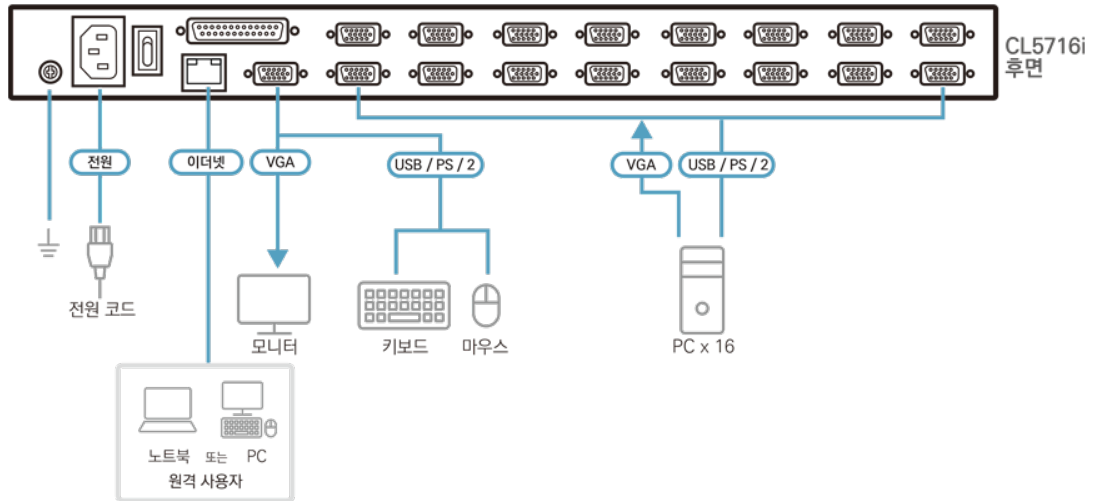 CL5716i
후면
전원
이더넷
VGA
USB / PS / 2
VGA
USB / PS / 2
전원 코드
모니터
키보드
마우스
PC x 16
노트북 또는 PC
원격 사용자